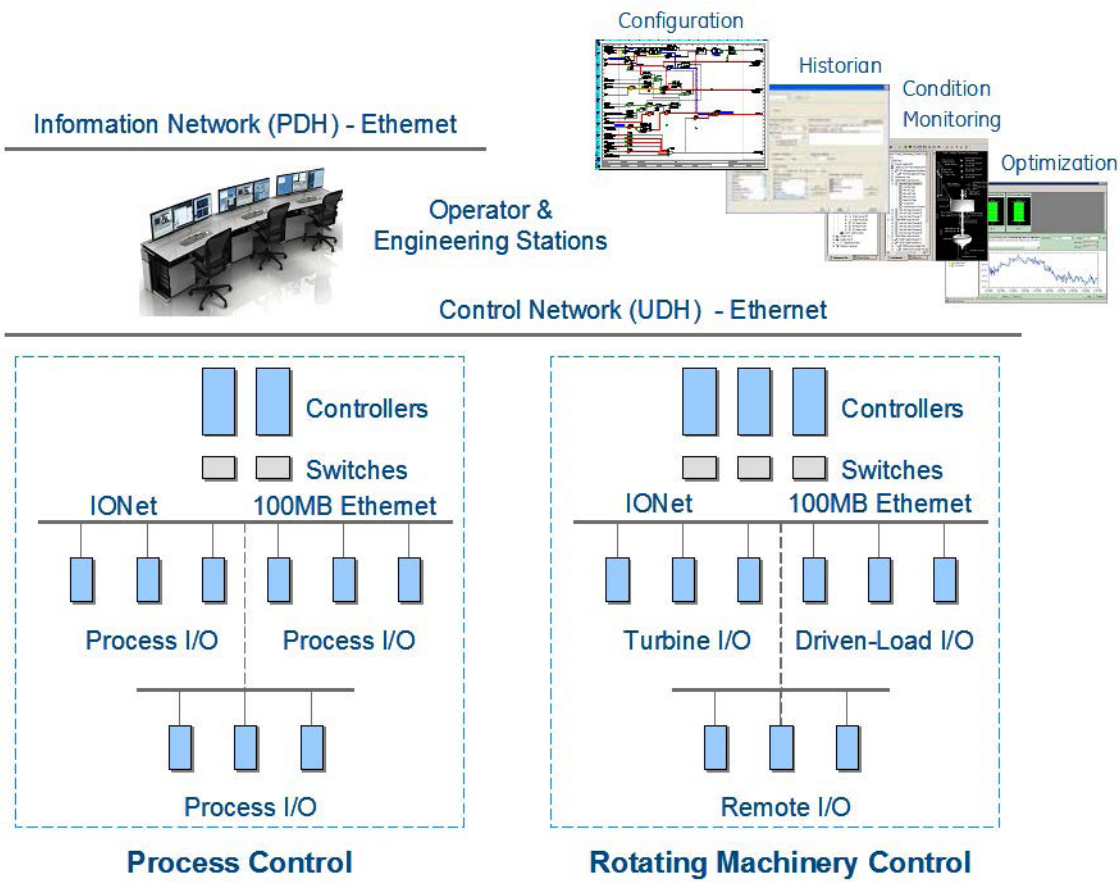 Configuration
Historian
Condition
Monitoring
Optimization
Information Network (PDH) - Ethernet
Operator &
Engineering Stations
Control Network (UDH) - Ethernet
Controllers
Switches
IONet 100MB Ethernet
Process I/O Process I/O
Process I/O
Process Control
Controllers
Switches
IONet 100MB Ethernet
Turbine I/O Driven-Load I/O
Remote I/O
Rotating Machinery Control